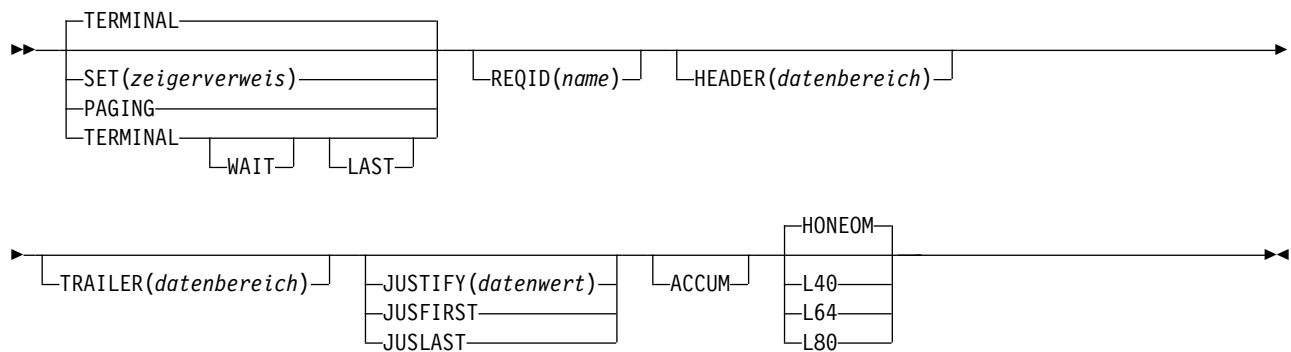 TERMINAL
SET(zeigerverweis) REQID(name) HEADER(datenbereich)
PAGING
TERMINAL
WAIT LAST
HONEOM
TRAILER(datenbereich) JUSTIFY(datenwert) ACCUM L40
JUSFIRST L64
JUSLAST L80